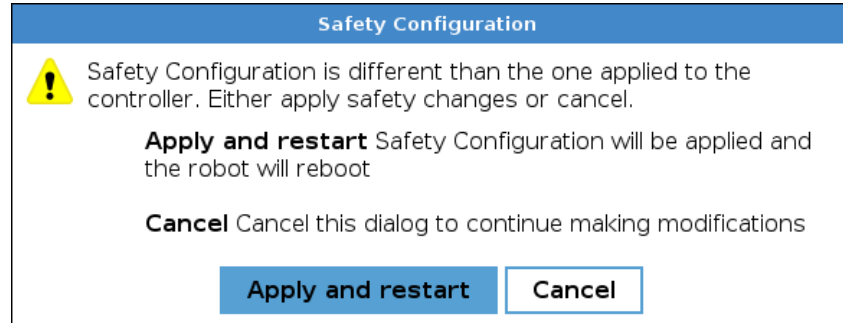 Safety Configuration
Safety Configuration is different than the one applied to the
controller. Either apply safety changes or cancel.
Apply and restart Safety Configuration will be applied and
the robot will reboot
Cancel Cancel this dialog to continue making modifications
Apply and restart Cancel